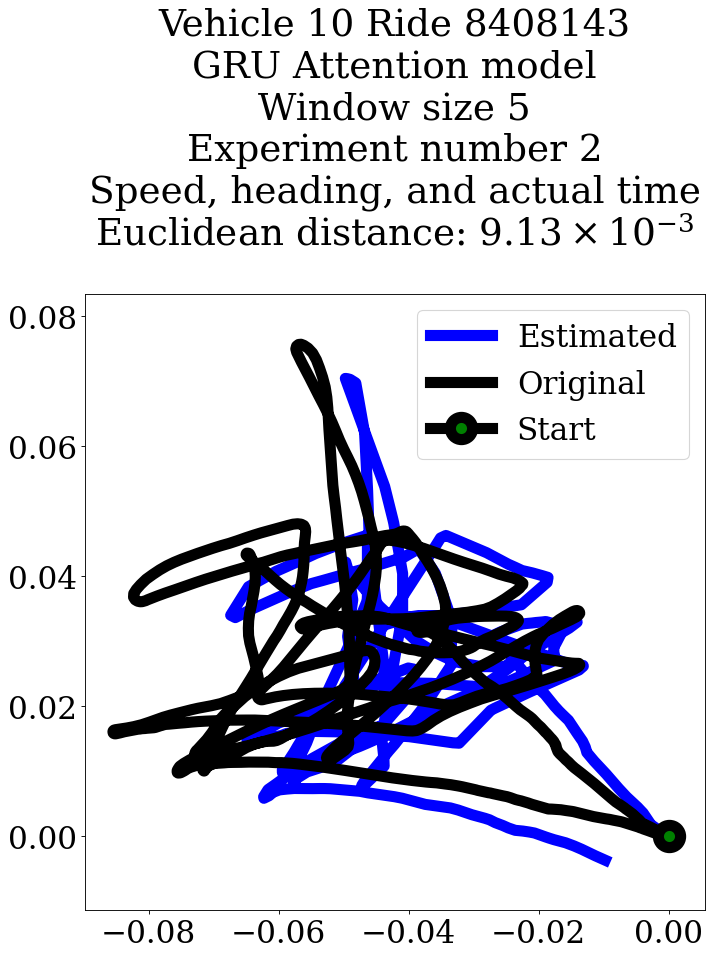 Vehicle 10 Ride 8408143
GRU Attention model
Window size 5
Experiment number 2
Speed, heading, and actual time
Euclidean distance: 9.13 × 10⁻³
Estimated
Original
Start
0.08
0.06
0.04
0.02
0.00
−0.08 −0.06 −0.04 −0.02 0.00